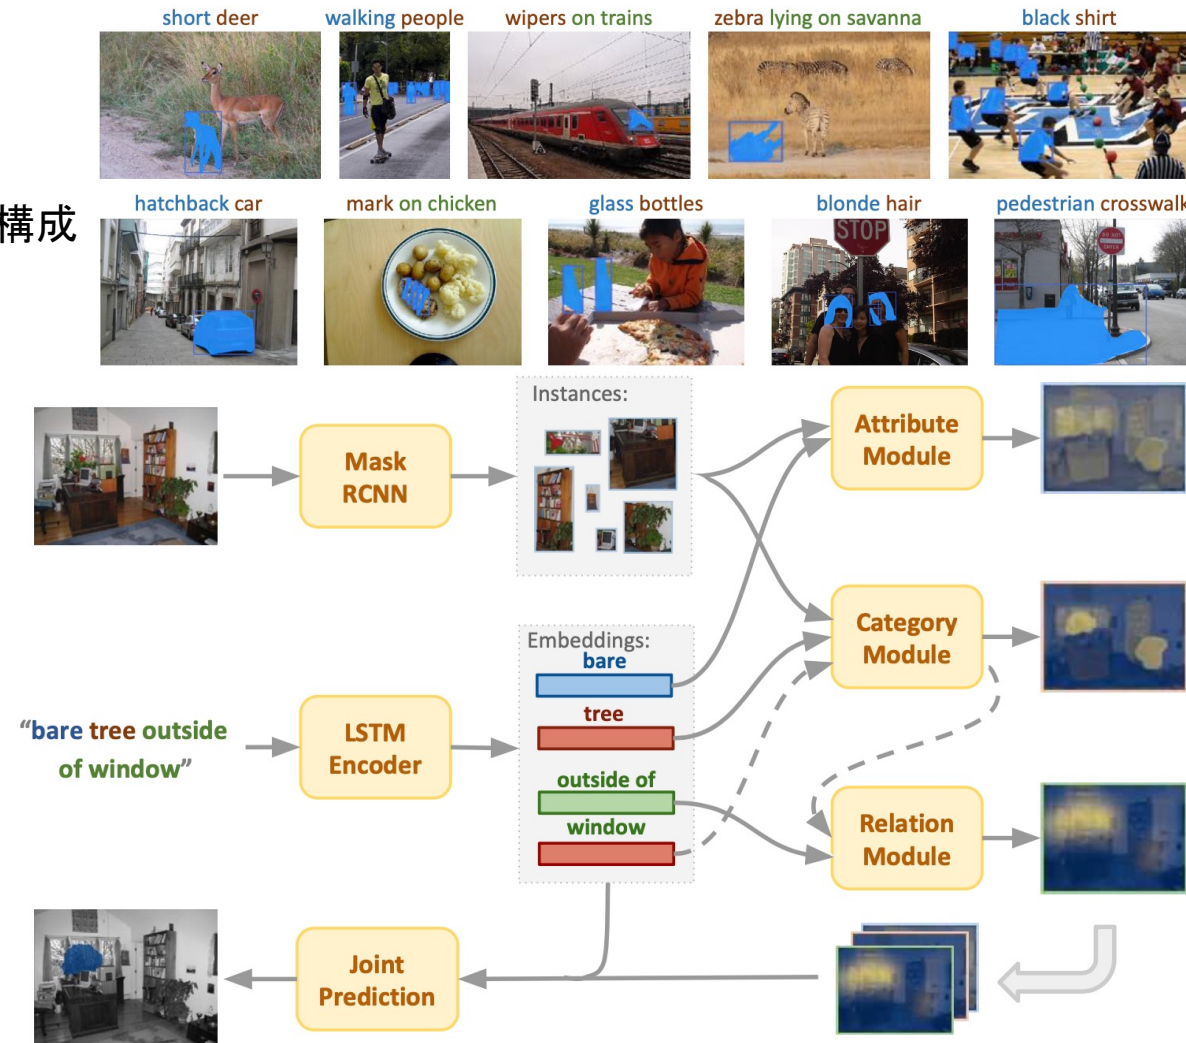 short deer
walking people
wipers on trains
zebra lying on savanna
black shirt
構成
hatchback car
mark on chicken
glass bottles
blonde hair
pedestrian crosswalk
STOP
Instances:
Mask
RCNN
Attribute
Module
Category
Module
Embeddings:
bare
tree
outside of
window
“bare tree outside
of window”
LSTM
Encoder
Relation
Module
Joint
Prediction